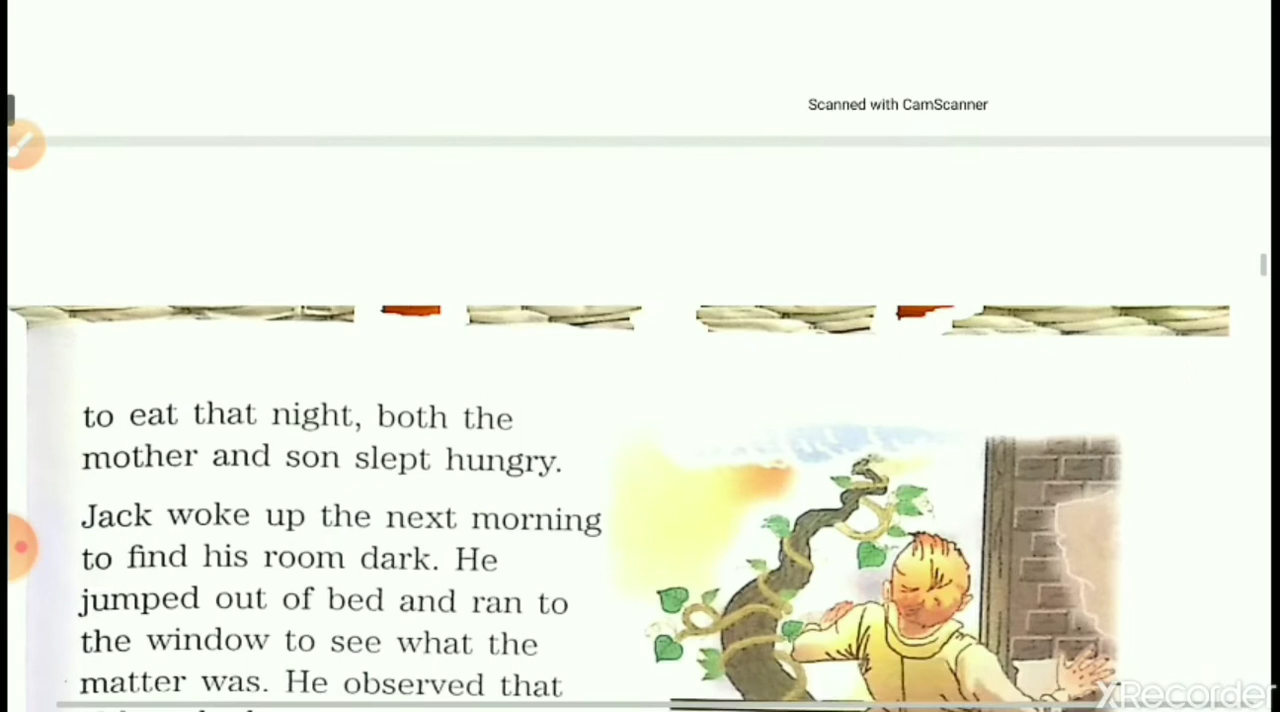 Scanned with CamScanner
to eat that night, both the
mother and son slept hungry.
Jack woke up the next morning
to find his room dark. He
jumped out of bed and ran to
the window to see what the
matter was. He observed that
XRecorder